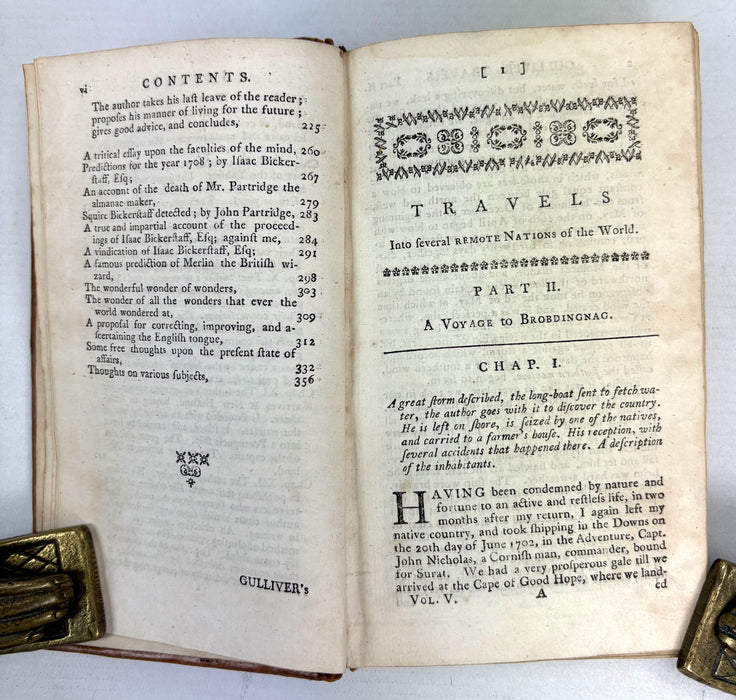 vi
CONTENTS.
The author takes his laſt leave of the reader;
propoſes his manner of living for the future;
gives good advice, and concludes, 225
A tritical eſſay upon the faculties of the mind, 260
Predictions for the year 1708; by Iſaac Bicker-
ſtaff, Eſq; 267
An account of the death of Mr. Partridge the
almanac-maker, 279
Squire Bickerſtaff detected; by John Partridge, 283
A true and impartial account of the proceed-
ings of Iſaac Bickerſtaff, Eſq; againſt me, 284
A vindication of Iſaac Bickerſtaff, Eſq; 291
A famous prediction of Merlin the Britiſh wi-
zard, 298
The wonderful wonder of wonders, 303
The wonder of all the wonders that ever the
world wondered at, 309
A propoſal for correcting, improving, and a-
ſcertaining the Engliſh tongue, 312
Some free thoughts upon the preſent ſtate of
affairs, 332
Thoughts on various ſubjects, 356
GULLIVER's
[ 1 ]
TRAVELS
Into ſeveral REMOTE NATIONS of the World.
PART II.
A VOYAGE TO BROBDINGNAG.
CHAP. I.
A great ſtorm deſcribed, the long-boat ſent to fetch wa-
ter, the author goes with it to diſcover the country.
He is left on ſhore, is ſeized by one of the natives,
and carried to a farmer's houſe. His reception, with
ſeveral accidents that happened there. A deſcription
of the inhabitants.
HAVING been condemned by nature and
fortune to an active and reſtleſs life, in two
months after my return, I again left my
native country, and took ſhipping in the Downs on
the 20th day of June 1702, in the Adventure, Capt.
John Nicholas, a Corniſh man, commander, bound
for Surat. We had a very proſperous gale till we
arrived at the Cape of Good Hope, where we land-
VOL. V. A ed